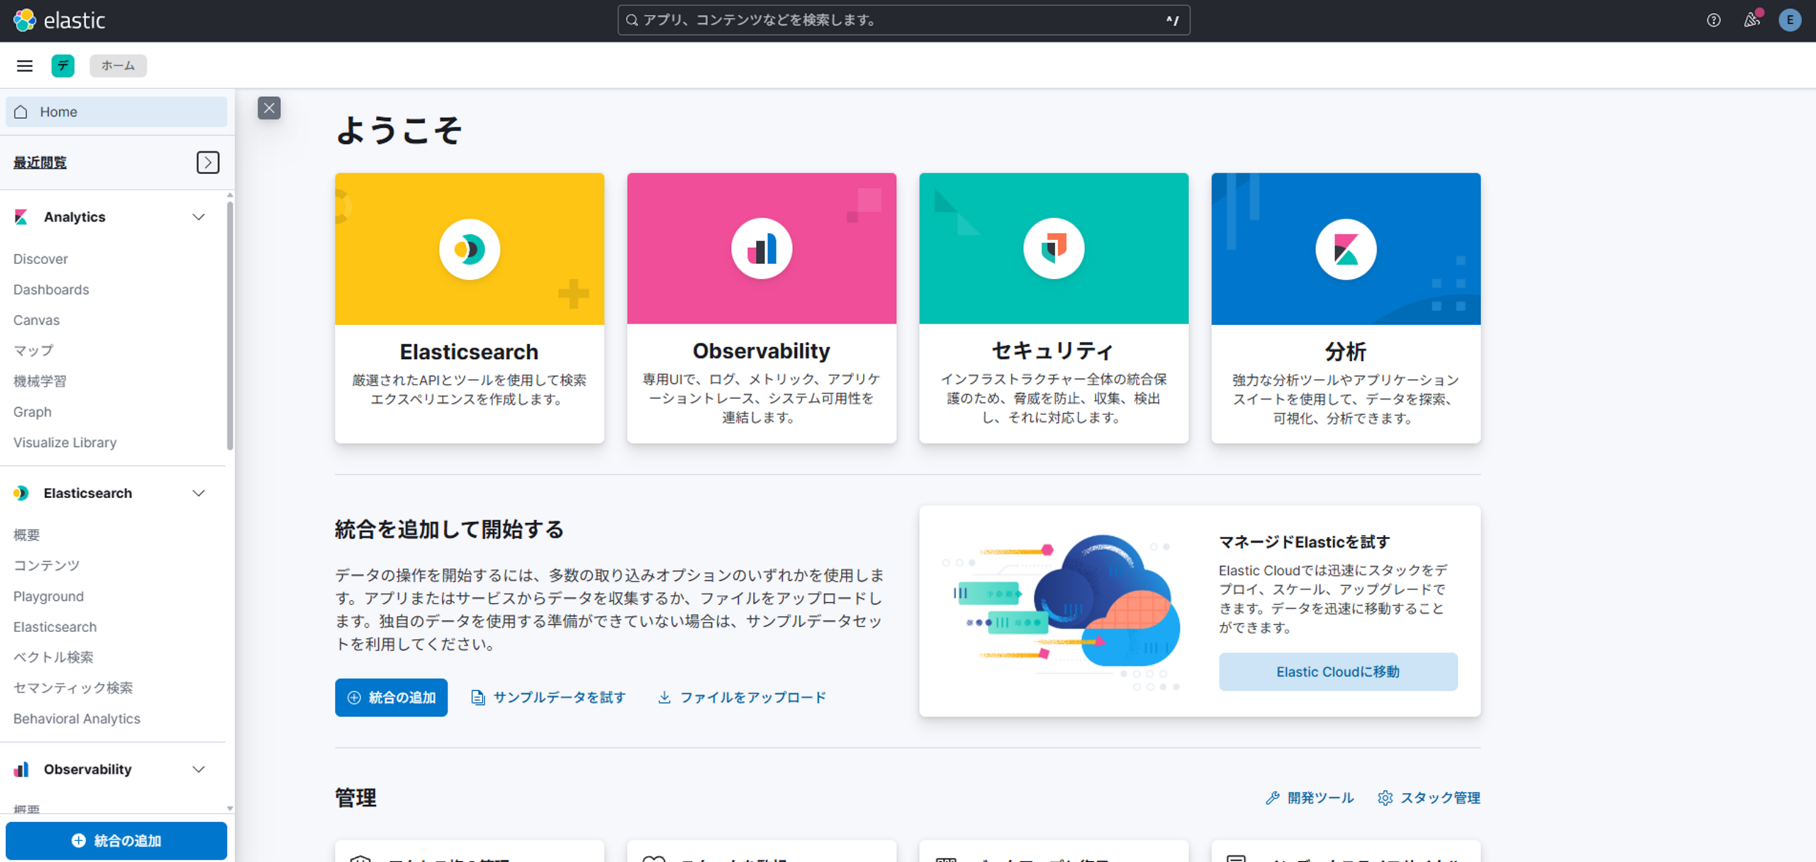 elastic
アプリ、コンテンツなどを検索します。
^/
E
デ
ホーム
Home
最近閲覧
Analytics
Discover
Dashboards
Canvas
マップ
機械学習
Graph
Visualize Library
Elasticsearch
概要
コンテンツ
Playground
Elasticsearch
ベクトル検索
セマンティック検索
Behavioral Analytics
Observability
概要
統合の追加
ようこそ
Elasticsearch
厳選されたAPIとツールを使用して検索
エクスペリエンスを作成します。
Observability
専用UIで、ログ、メトリック、アプリケ
ーショントレース、システム可用性を
連結します。
セキュリティ
インフラストラクチャー全体の統合保
護のため、脅威を防止、収集、検出
し、それに対応します。
分析
強力な分析ツールやアプリケーション
スイートを使用して、データを探索、
可視化、分析できます。
統合を追加して開始する
データの操作を開始するには、多数の取り込みオプションのいずれかを使用しま
す。アプリまたはサービスからデータを収集するか、ファイルをアップロードし
ます。独自のデータを使用する準備ができていない場合は、サンプルデータセッ
トを利用してください。
統合の追加
サンプルデータを試す
ファイルをアップロード
マネージドElasticを試す
Elastic Cloudでは迅速にスタックをデ
プロイ、スケール、アップグレードで
きます。データを迅速に移動すること
ができます。
Elastic Cloudに移動
管理
開発ツール
スタック管理